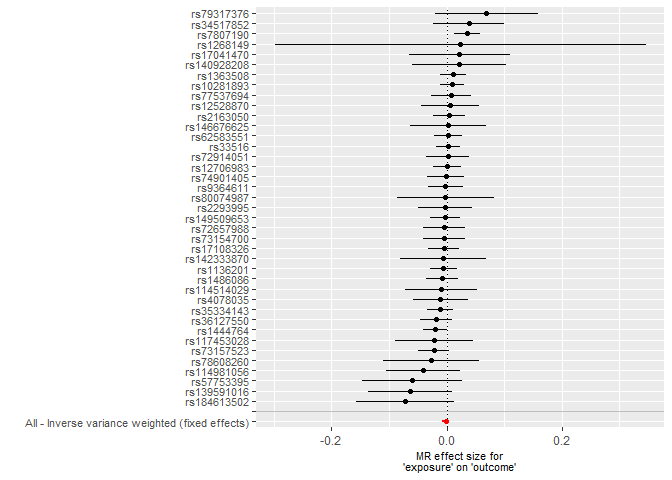 rs79317376
rs34517852
rs7807190
rs1268149
rs17041470
rs140928208
rs1363508
rs10281893
rs77537694
rs12528870
rs2163050
rs146676625
rs62583551
rs33516
rs72914051
rs12706983
rs74901405
rs9364611
rs80074987
rs2293995
rs149509653
rs72657988
rs73154700
rs17108326
rs142333870
rs1136201
rs1486086
rs114514029
rs4078035
rs35334143
rs36127550
rs1444764
rs117453028
rs73157523
rs78608260
rs114981056
rs57753395
rs139591016
rs184613502
All - Inverse variance weighted (fixed effects)
-0.2 0.0 0.2
MR effect size for
'exposure' on 'outcome'